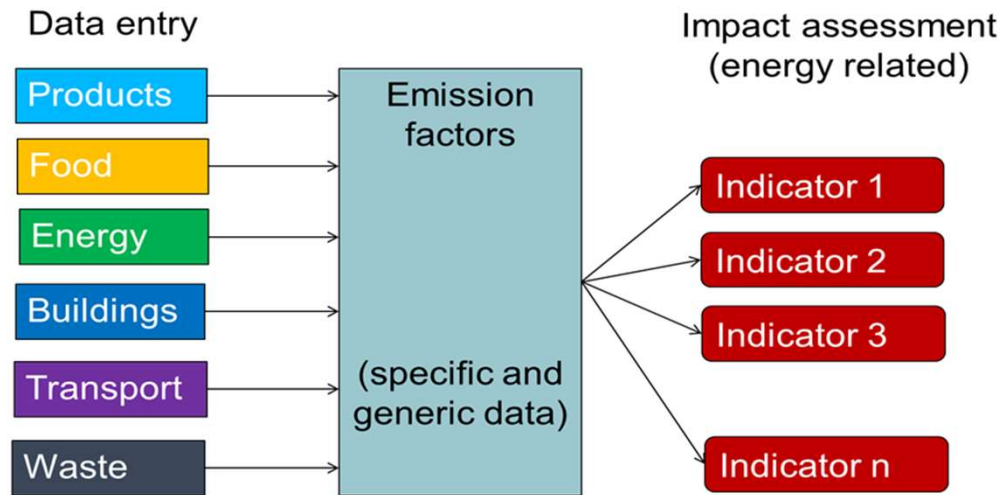 Data entry
Products
Food
Energy
Buildings
Transport
Waste
Emission
factors
(specific and
generic data)
Impact assessment
(energy related)
Indicator 1
Indicator 2
Indicator 3
Indicator n